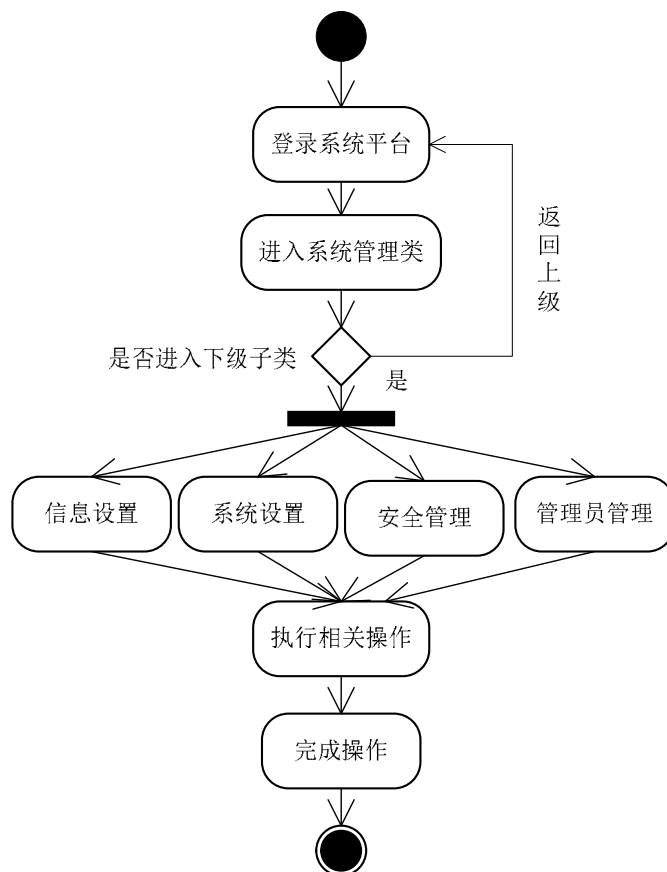 登录系统平台
返回上级
进入系统管理类
是否进入下级子类
是
信息设置
系统设置
安全管理
管理员管理
执行相关操作
完成操作